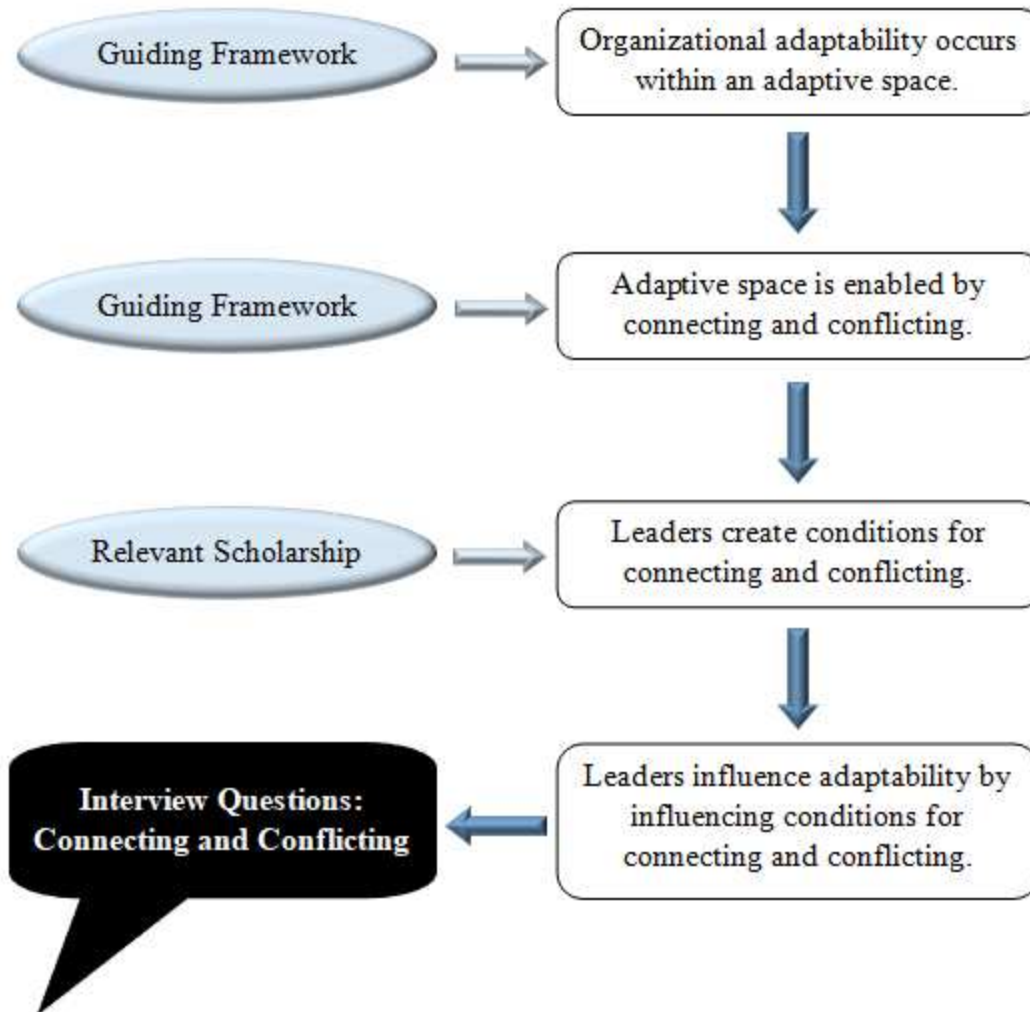 Guiding Framework
Organizational adaptability occurs
within an adaptive space.
Guiding Framework
Adaptive space is enabled by
connecting and conflicting.
Relevant Scholarship
Leaders create conditions for
connecting and conflicting.
Interview Questions:
Connecting and Conflicting
Leaders influence adaptability by
influencing conditions for
connecting and conflicting.